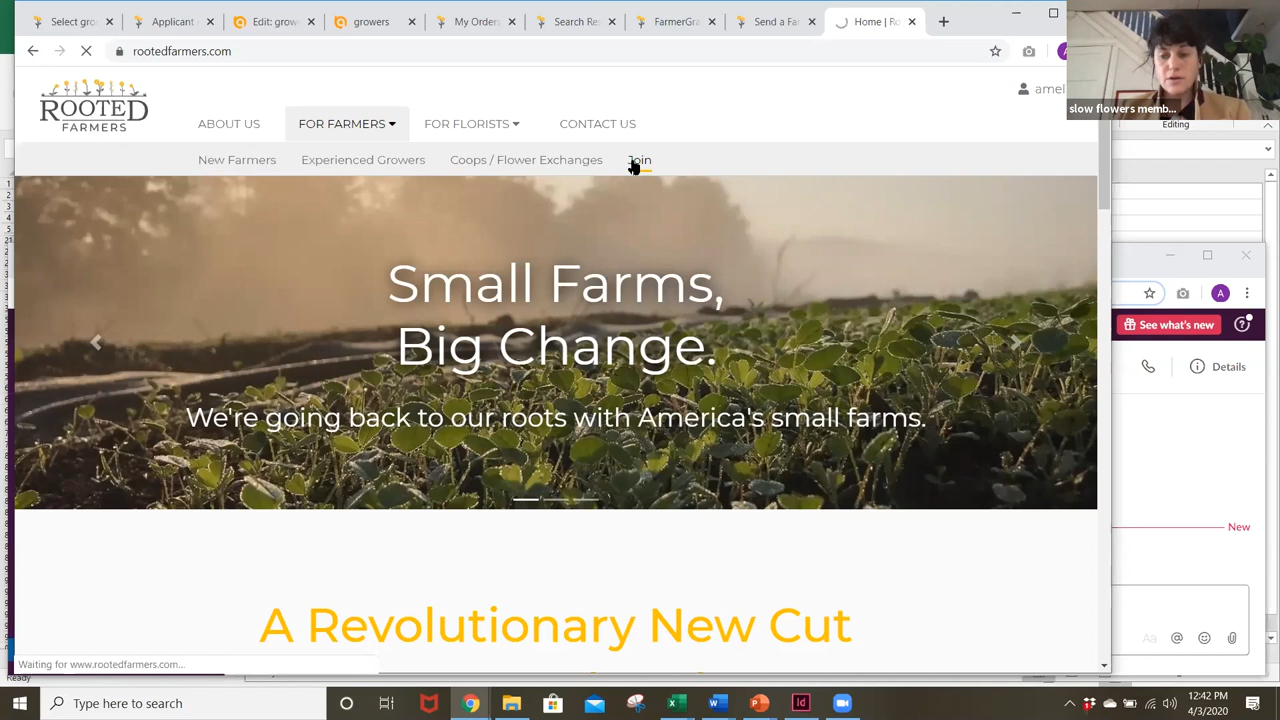 Select gro
Applicant
Edit: grow
growers
My Orders
Search Re
FarmerGra
Send a Fa
Home | Ro
rootedfarmers.com
ROOTED
FARMERS
amel
slow flowers memb...
ABOUT US
FOR FARMERS
FOR FLORISTS
CONTACT US
Editing
New Farmers
Experienced Growers
Coops / Flower Exchanges
Join
Small Farms,
Big Change.
We're going back to our roots with America's small farms.
A Revolutionary New Cut
A
See what's new
Details
New
Aa
Waiting for www.rootedfarmers.com...
Ready
Type here to search
12:42 PM
4/3/2020